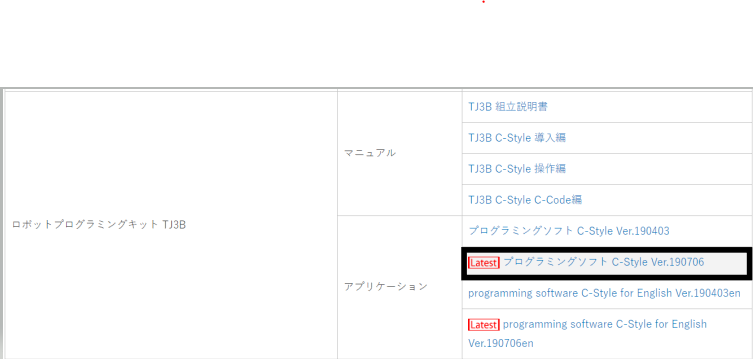 ロボットプログラミングキット TJ3B
マニュアル
TJ3B 組立説明書
TJ3B C-Style 導入編
TJ3B C-Style 操作編
TJ3B C-Style C-Code編
アプリケーション
プログラミングソフト C-Style Ver.190403
Latest プログラミングソフト C-Style Ver.190706
programming software C-Style for English Ver.190403en
Latest programming software C-Style for English
Ver.190706en